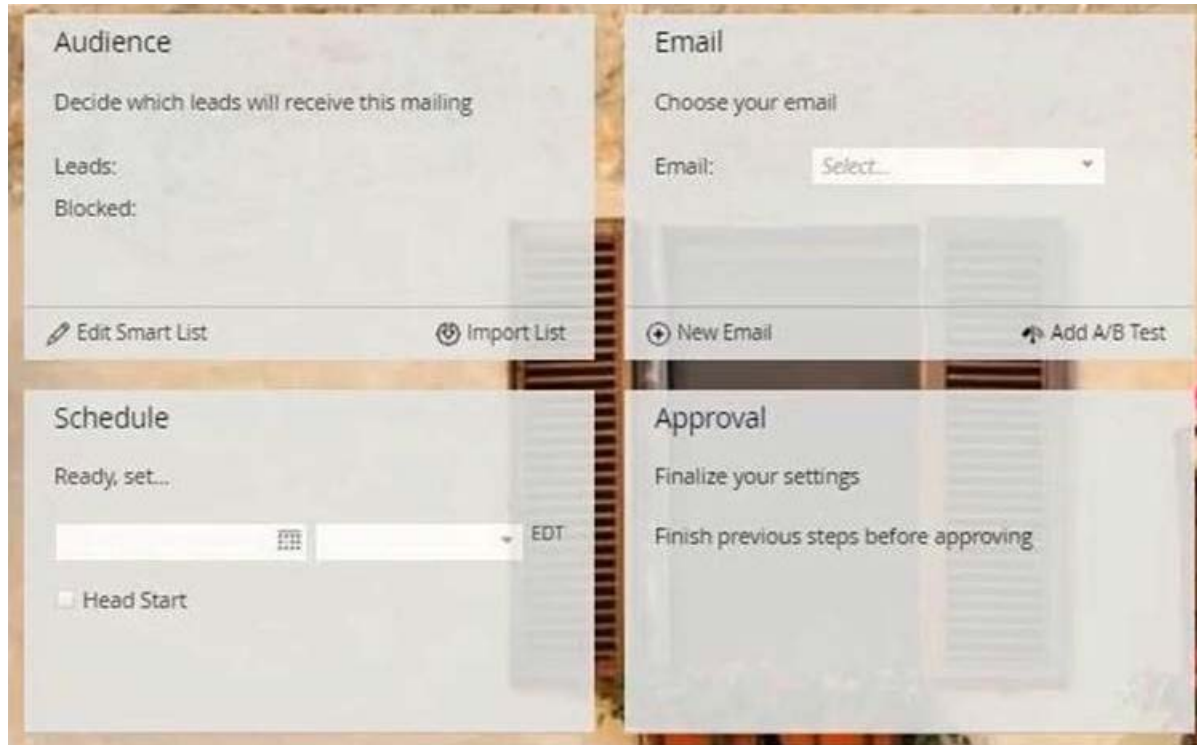 Audience
Decide which leads will receive this mailing
Leads:
Blocked:
Edit Smart List
Import List
Email
Choose your email
Email:
Select...
New Email
Add A/B Test
Schedule
Ready, set...
EDT
Head Start
Approval
Finalize your settings
Finish previous steps before approving